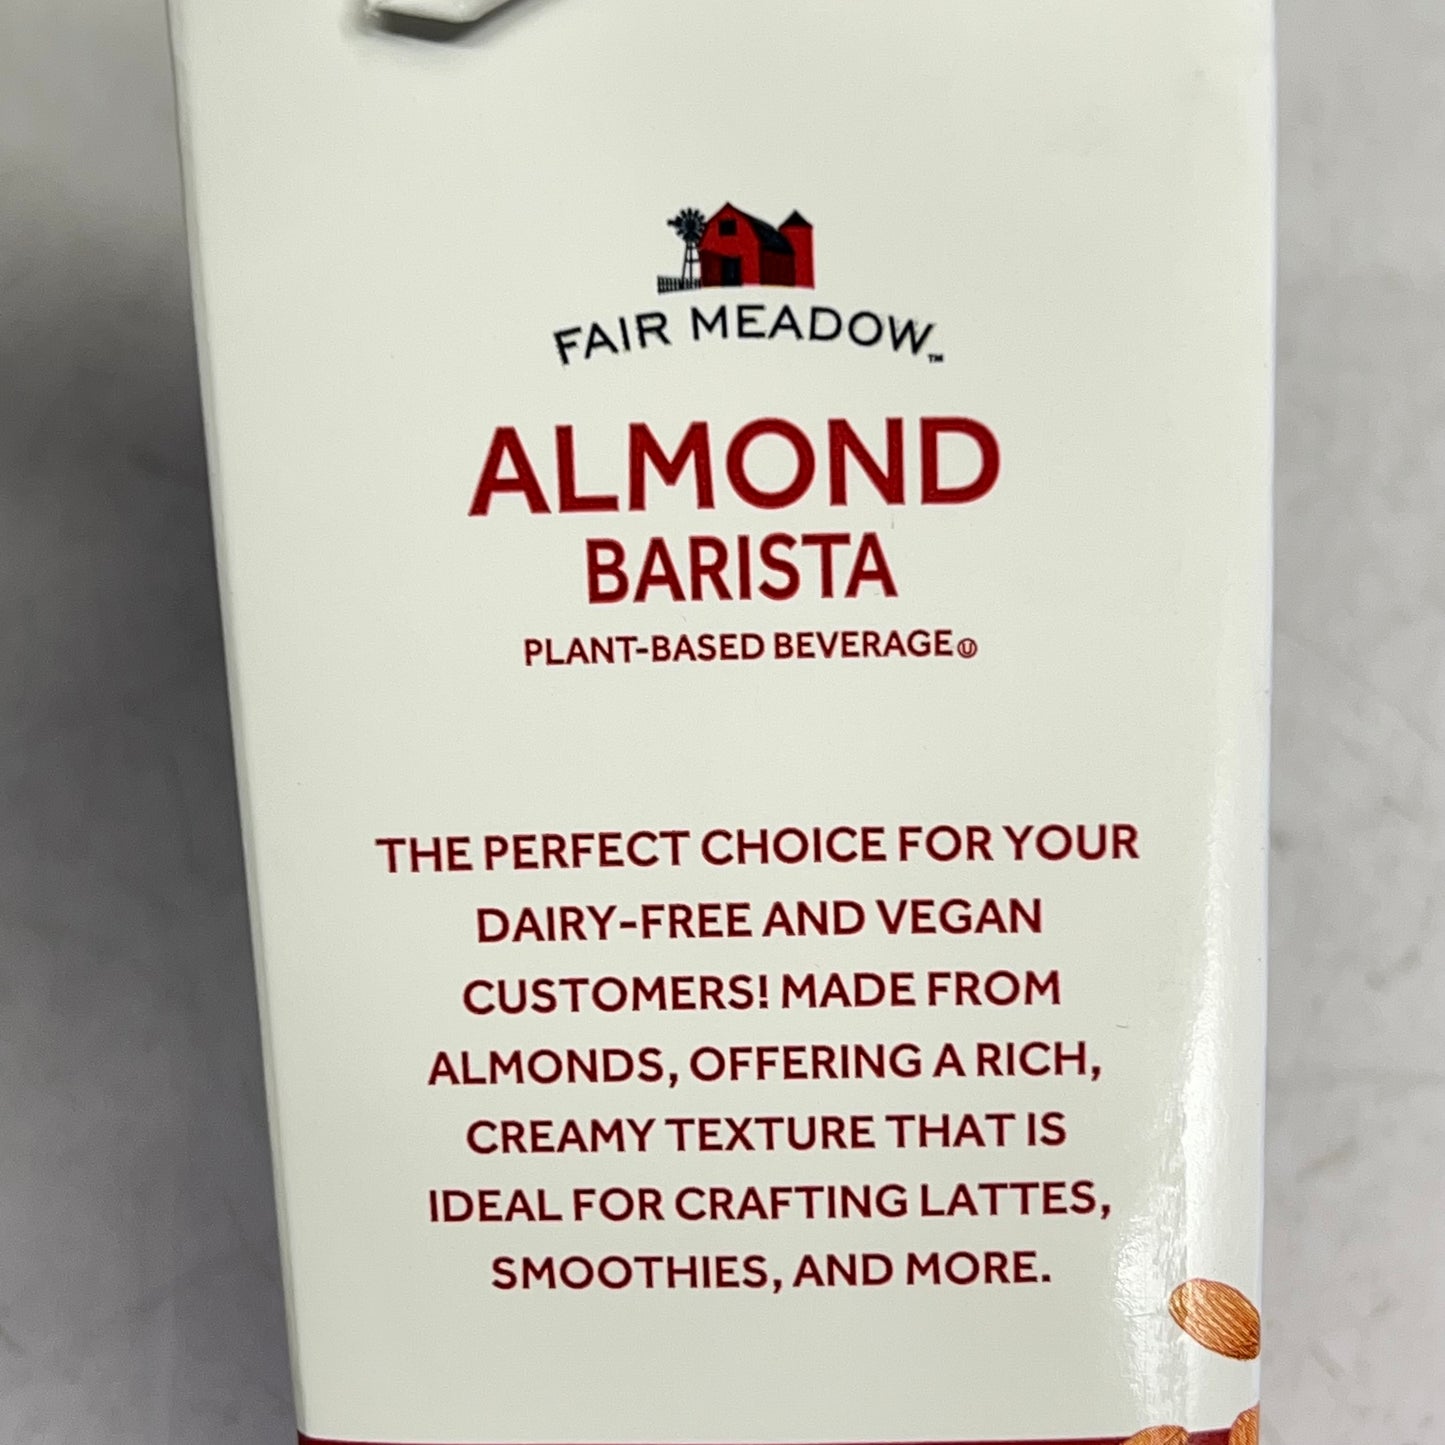 FAIR MEADOW™
ALMOND
BARISTA
PLANT-BASED BEVERAGE Ⓤ
THE PERFECT CHOICE FOR YOUR
DAIRY-FREE AND VEGAN
CUSTOMERS! MADE FROM
ALMONDS, OFFERING A RICH,
CREAMY TEXTURE THAT IS
IDEAL FOR CRAFTING LATTES,
SMOOTHIES, AND MORE.